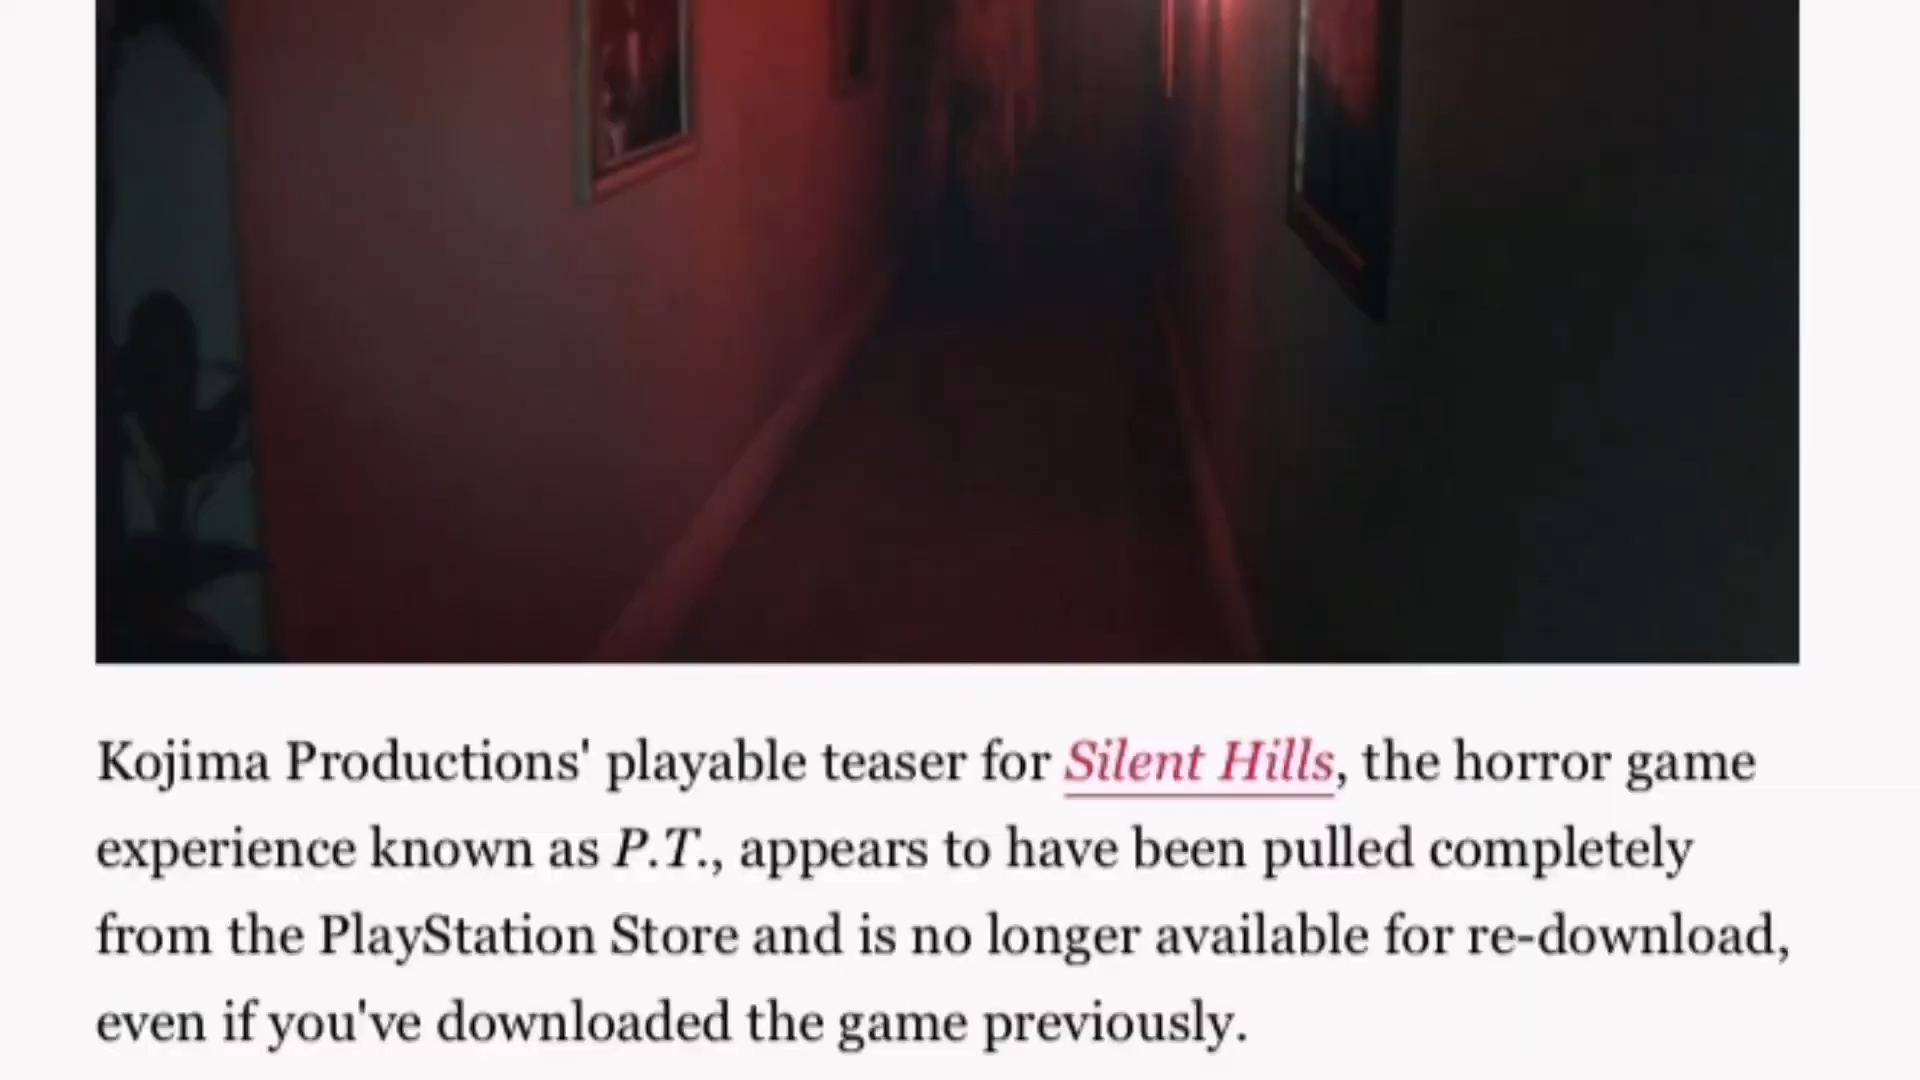 Kojima Productions' playable teaser for Silent Hills, the horror game
experience known as P.T., appears to have been pulled completely
from the PlayStation Store and is no longer available for re-download,
even if you've downloaded the game previously.